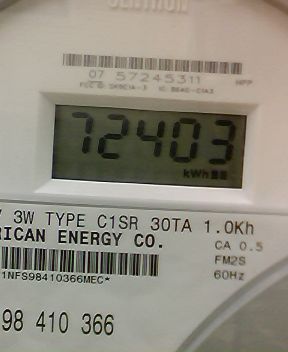 CENTRON
07 57245311
72403
kWh
3W TYPE C1SR 30TA 1.0Kh
RICAN ENERGY CO.
CA 0.5
FM2S
60Hz
1NFS98410366MEC*
98 410 366